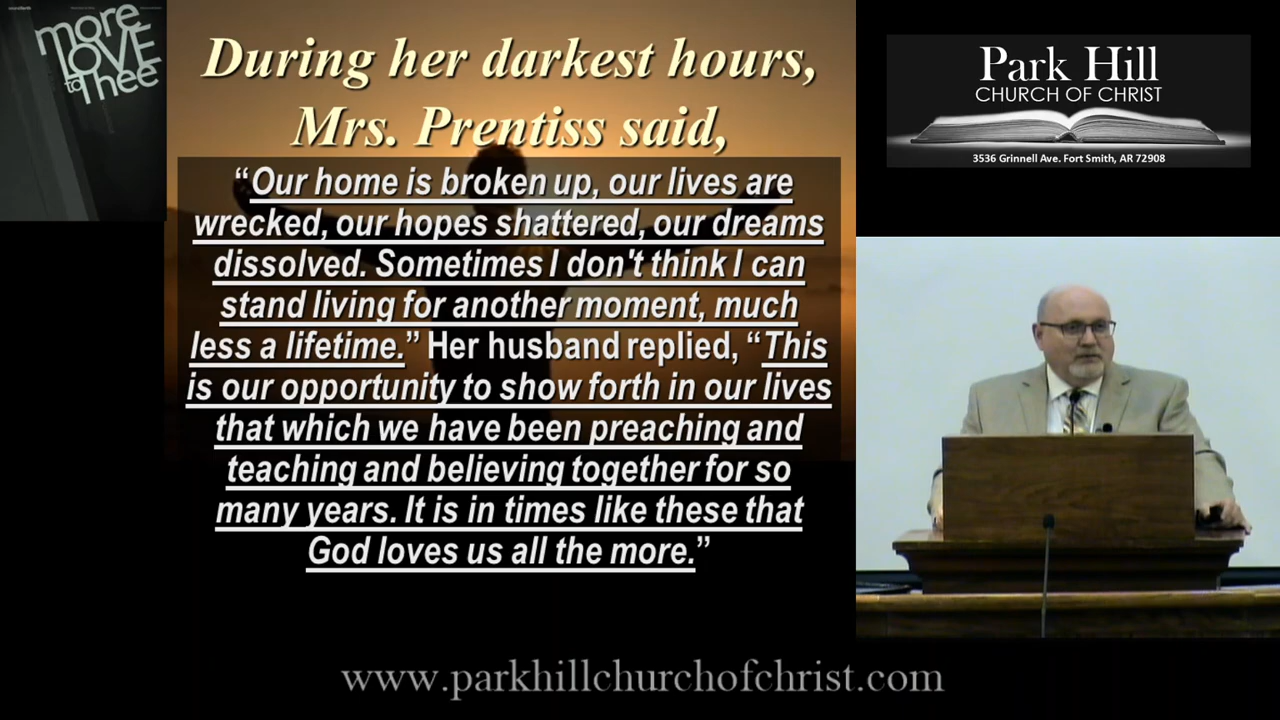 more
LOVE
to Thee
During her darkest hours,
Mrs. Prentiss said,
“Our home is broken up, our lives are
wrecked, our hopes shattered, our dreams
dissolved. Sometimes I don't think I can
stand living for another moment, much
less a lifetime.” Her husband replied, “This
is our opportunity to show forth in our lives
that which we have been preaching and
teaching and believing together for so
many years. It is in times like these that
God loves us all the more.”
Park Hill
CHURCH OF CHRIST
3536 Grinnell Ave. Fort Smith, AR 72908
www.parkhillchurchofchrist.com